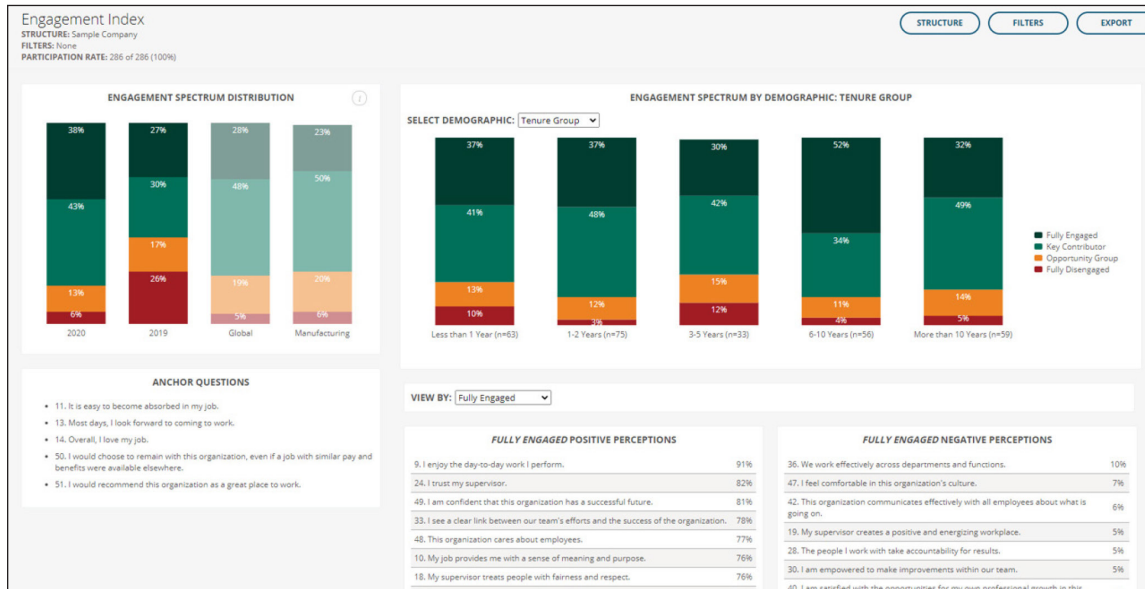 Engagement Index
STRUCTURE: Sample Company
FILTERS: None
PARTICIPATION RATE: 286 of 286 (100%)
STRUCTURE
FILTERS
EXPORT
ENGAGEMENT SPECTRUM DISTRIBUTION
i
38%
27%
28%
23%
43%
30%
48%
50%
13%
17%
19%
20%
6%
26%
5%
6%
2020
2019
Global
Manufacturing
ENGAGEMENT SPECTRUM BY DEMOGRAPHIC: TENURE GROUP
SELECT DEMOGRAPHIC: Tenure Group
37%
37%
30%
52%
32%
41%
48%
42%
34%
49%
13%
12%
15%
11%
14%
10%
3%
12%
4%
5%
Less than 1 Year (n=63)
1-2 Years (n=75)
3-5 Years (n=33)
6-10 Years (n=56)
More than 10 Years (n=59)
Fully Engaged
Key Contributor
Opportunity Group
Fully Disengaged
ANCHOR QUESTIONS
• 11. It is easy to become absorbed in my job.
• 13. Most days, I look forward to coming to work.
• 14. Overall, I love my job.
• 50. I would choose to remain with this organization, even if a job with similar pay and
benefits were available elsewhere.
• 51. I would recommend this organization as a great place to work.
VIEW BY: Fully Engaged
FULLY ENGAGED POSITIVE PERCEPTIONS
9. I enjoy the day-to-day work I perform. 91%
24. I trust my supervisor. 82%
49. I am confident that this organization has a successful future. 81%
33. I see a clear link between our team's efforts and the success of the organization. 78%
48. This organization cares about employees. 77%
10. My job provides me with a sense of meaning and purpose. 76%
18. My supervisor treats people with fairness and respect. 76%
FULLY ENGAGED NEGATIVE PERCEPTIONS
36. We work effectively across departments and functions. 10%
47. I feel comfortable in this organization's culture. 7%
42. This organization communicates effectively with all employees about what is
going on. 6%
19. My supervisor creates a positive and energizing workplace. 5%
28. The people I work with take accountability for results. 5%
30. I am empowered to make improvements within our team. 5%
40. I am satisfied with the opportunities for my own professional growth in this